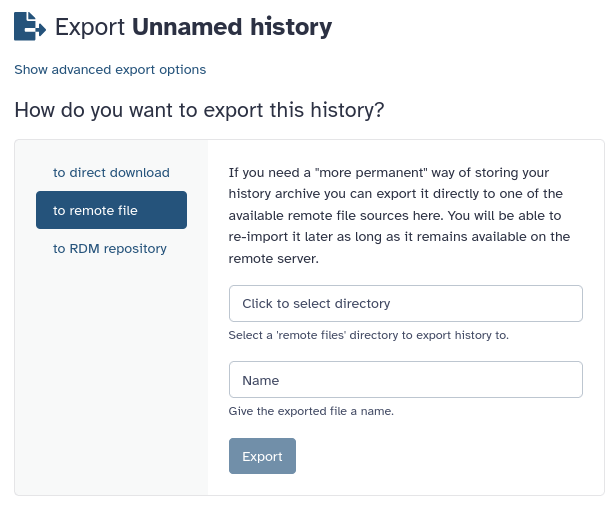 Export Unnamed history
Show advanced export options
How do you want to export this history?
to direct download
to remote file
to RDM repository
If you need a "more permanent" way of storing your
history archive you can export it directly to one of the
available remote file sources here. You will be able to
re-import it later as long as it remains available on the
remote server.
Click to select directory
Select a 'remote files' directory to export history to.
Name
Give the exported file a name.
Export